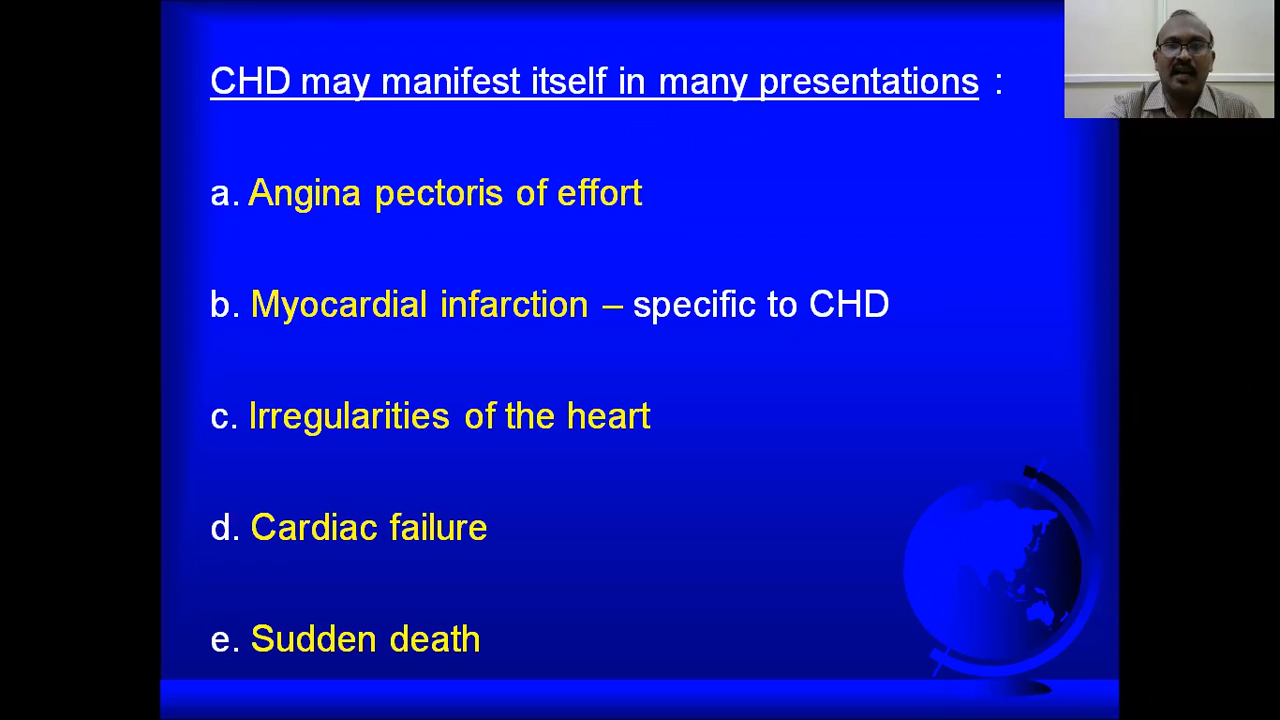 CHD may manifest itself in many presentations :
a. Angina pectoris of effort
b. Myocardial infarction – specific to CHD
c. Irregularities of the heart
d. Cardiac failure
e. Sudden death